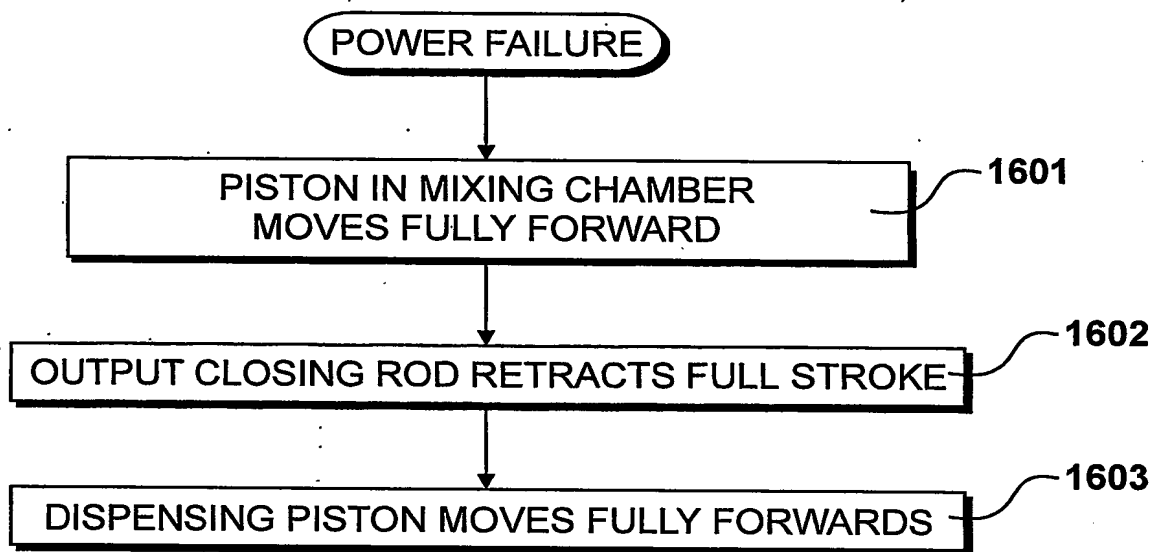 POWER FAILURE
PISTON IN MIXING CHAMBER
MOVES FULLY FORWARD
1601
OUTPUT CLOSING ROD RETRACTS FULL STROKE
1602
DISPENSING PISTON MOVES FULLY FORWARDS
1603